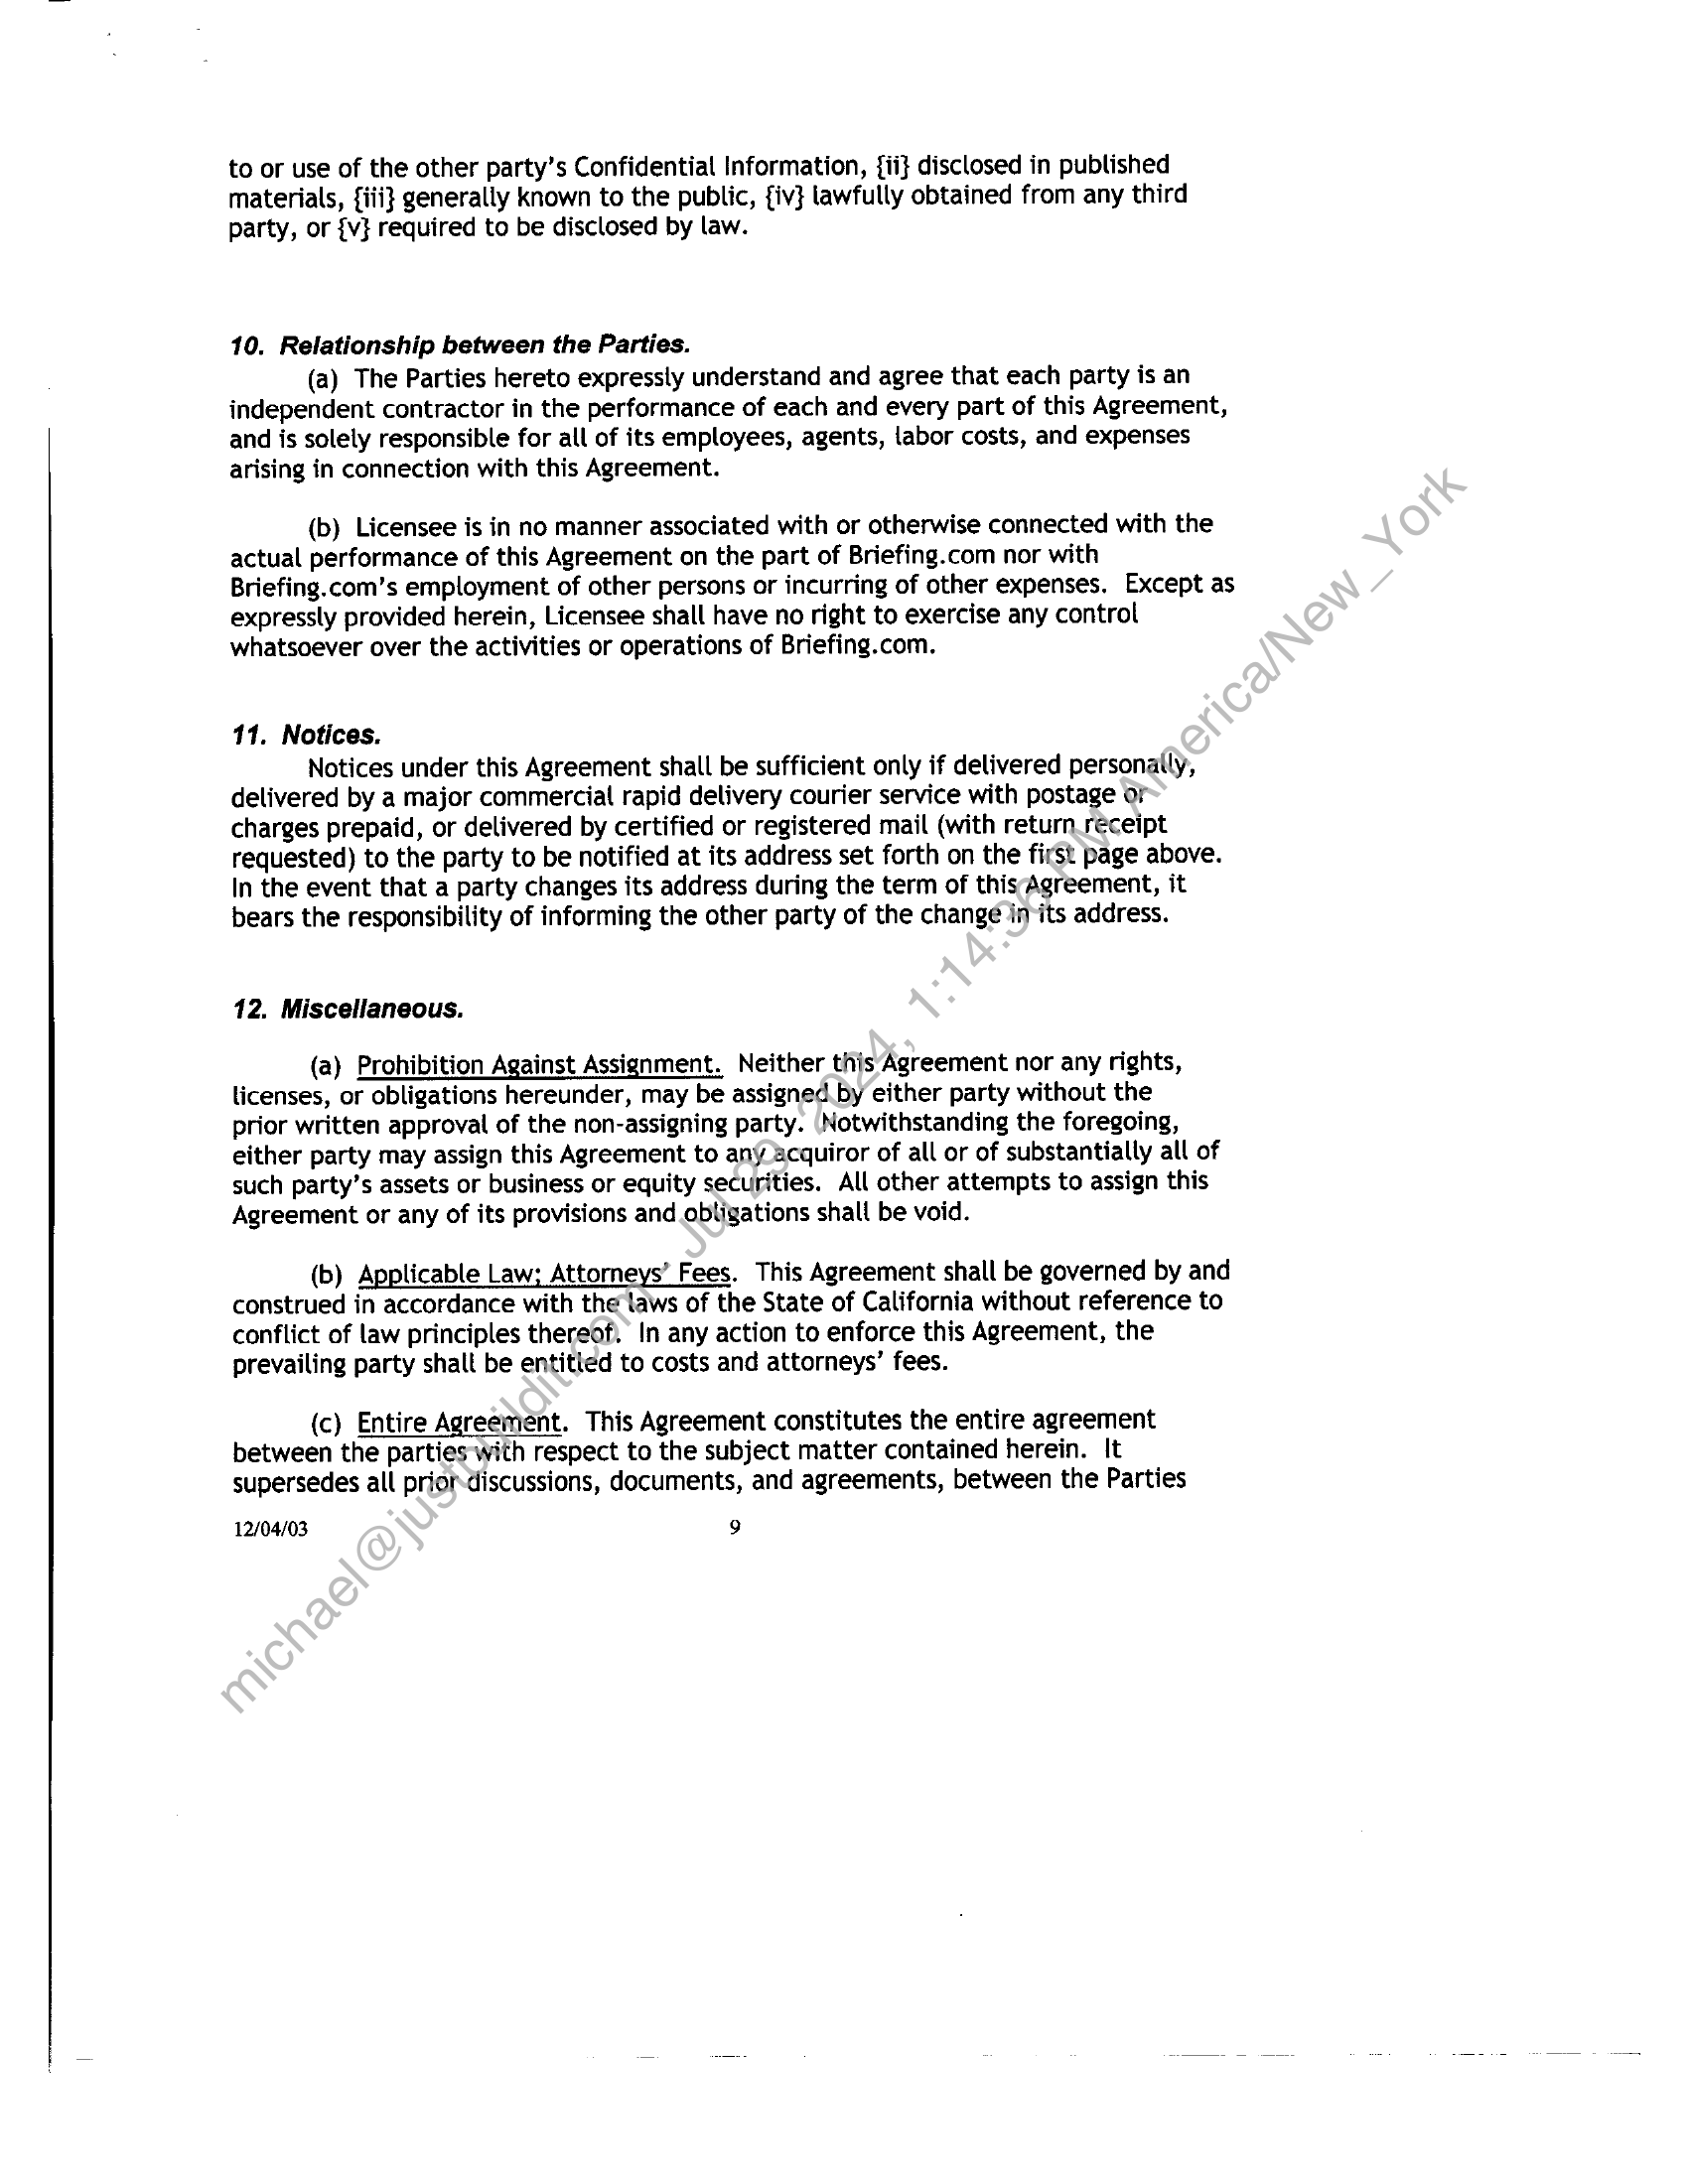 to or use of the other party's Confidential Information, {ii} disclosed in published
materials, {iii} generally known to the public, {iv} lawfully obtained from any third
party, or {v} required to be disclosed by law.
10. Relationship between the Parties.
(a) The Parties hereto expressly understand and agree that each party is an
independent contractor in the performance of each and every part of this Agreement,
and is solely responsible for all of its employees, agents, labor costs, and expenses
arising in connection with this Agreement.
(b) Licensee is in no manner associated with or otherwise connected with the
actual performance of this Agreement on the part of Briefing.com nor with
Briefing.com's employment of other persons or incurring of other expenses. Except as
expressly provided herein, Licensee shall have no right to exercise any control
whatsoever over the activities or operations of Briefing.com.
11. Notices.
Notices under this Agreement shall be sufficient only if delivered personally,
delivered by a major commercial rapid delivery courier service with postage or
charges prepaid, or delivered by certified or registered mail (with return receipt
requested) to the party to be notified at its address set forth on the first page above.
In the event that a party changes its address during the term of this Agreement, it
bears the responsibility of informing the other party of the change in its address.
12. Miscellaneous.
(a) Prohibition Against Assignment. Neither this Agreement nor any rights,
licenses, or obligations hereunder, may be assigned by either party without the
prior written approval of the non-assigning party. Notwithstanding the foregoing,
either party may assign this Agreement to any acquiror of all or of substantially all of
such party's assets or business or equity securities. All other attempts to assign this
Agreement or any of its provisions and obligations shall be void.
(b) Applicable Law; Attorneys' Fees. This Agreement shall be governed by and
construed in accordance with the laws of the State of California without reference to
conflict of law principles thereof. In any action to enforce this Agreement, the
prevailing party shall be entitled to costs and attorneys' fees.
(c) Entire Agreement. This Agreement constitutes the entire agreement
between the parties with respect to the subject matter contained herein. It
supersedes all prior discussions, documents, and agreements, between the Parties
12/04/03 9
michael@justbuildit.com - Jul 29, 2024, 1:14:36 PM America/New_York